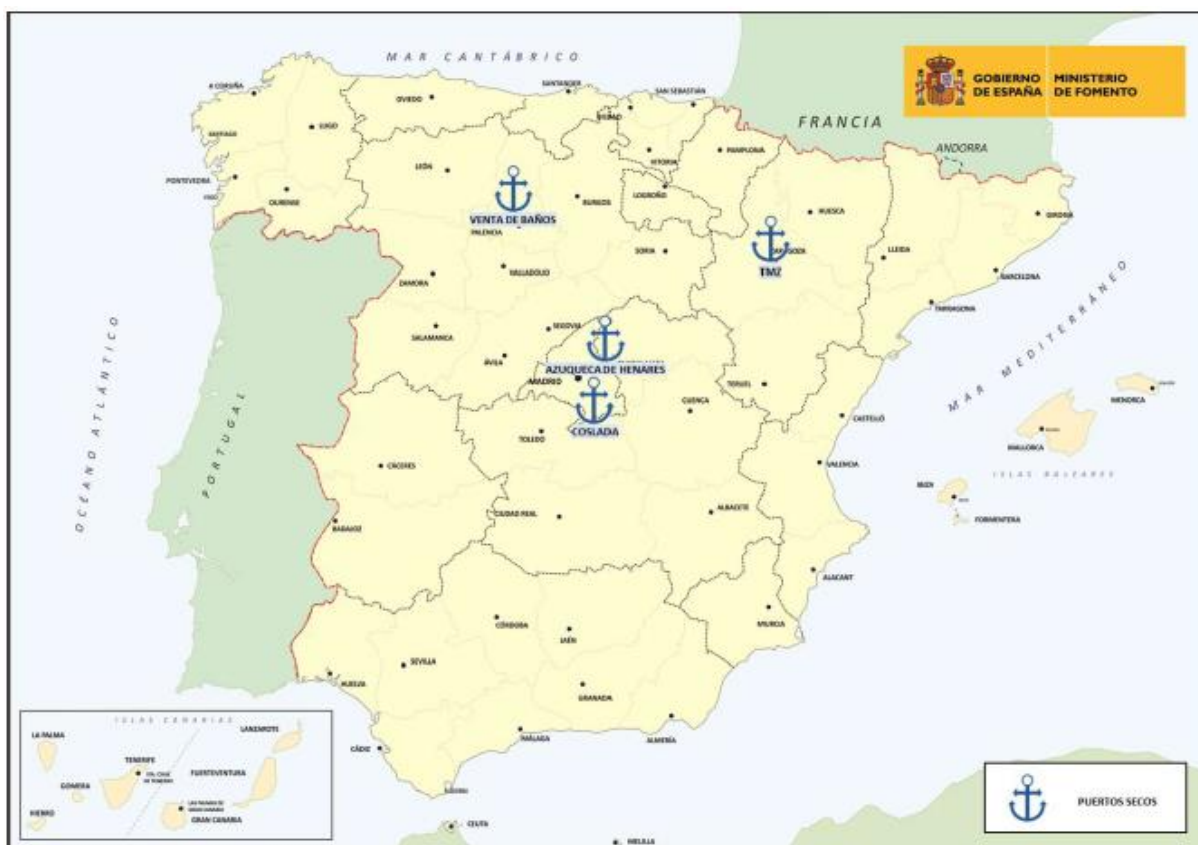 MAR CANTÁBRICO
GOBIERNO DE ESPAÑA
MINISTERIO DE FOMENTO
A CORUÑA
OVIEDO
SANTANDER
SAN SEBASTIÁN
FRANCIA
LUGO
SANTIAGO
ANDORRA
VITORIA
PAMPLONA
LEÓN
PONTEVEDRA
VIGO
OURENSE
BURGOS
LOGROÑO
HUESCA
GIRONA
VENTA DE BAÑOS
PALENCIA
SORIA
TMZ
LLEIDA
BARCELONA
ZAMORA
VALLADOLID
TARRAGONA
SALAMANCA
SEGOVIA
ÁVILA
AZUQUECA DE HENARES
MADRID
TERUEL
MAR MEDITERRÁNEO
MENORCA
CUENCA
COSLADA
TOLEDO
CASTELLÓ
MALLORCA
OCÉANO ATLÁNTICO
PORTUGAL
CÁCERES
VALENCIA
ISLAS BALEARES
CIUDAD REAL
ALBACETE
BADAJOZ
FORMENTERA
ALACANT
CÓRDOBA
JAÉN
MURCIA
SEVILLA
HUELVA
GRANADA
ISLAS CANARIAS
LANZAROTE
LA PALMA
CÁDIZ
MÁLAGA
ALMERÍA
TENERIFE
FUERTEVENTURA
GOMERA
HIERRO
GRAN CANARIA
CEUTA
MELILLA
PUERTOS SECOS